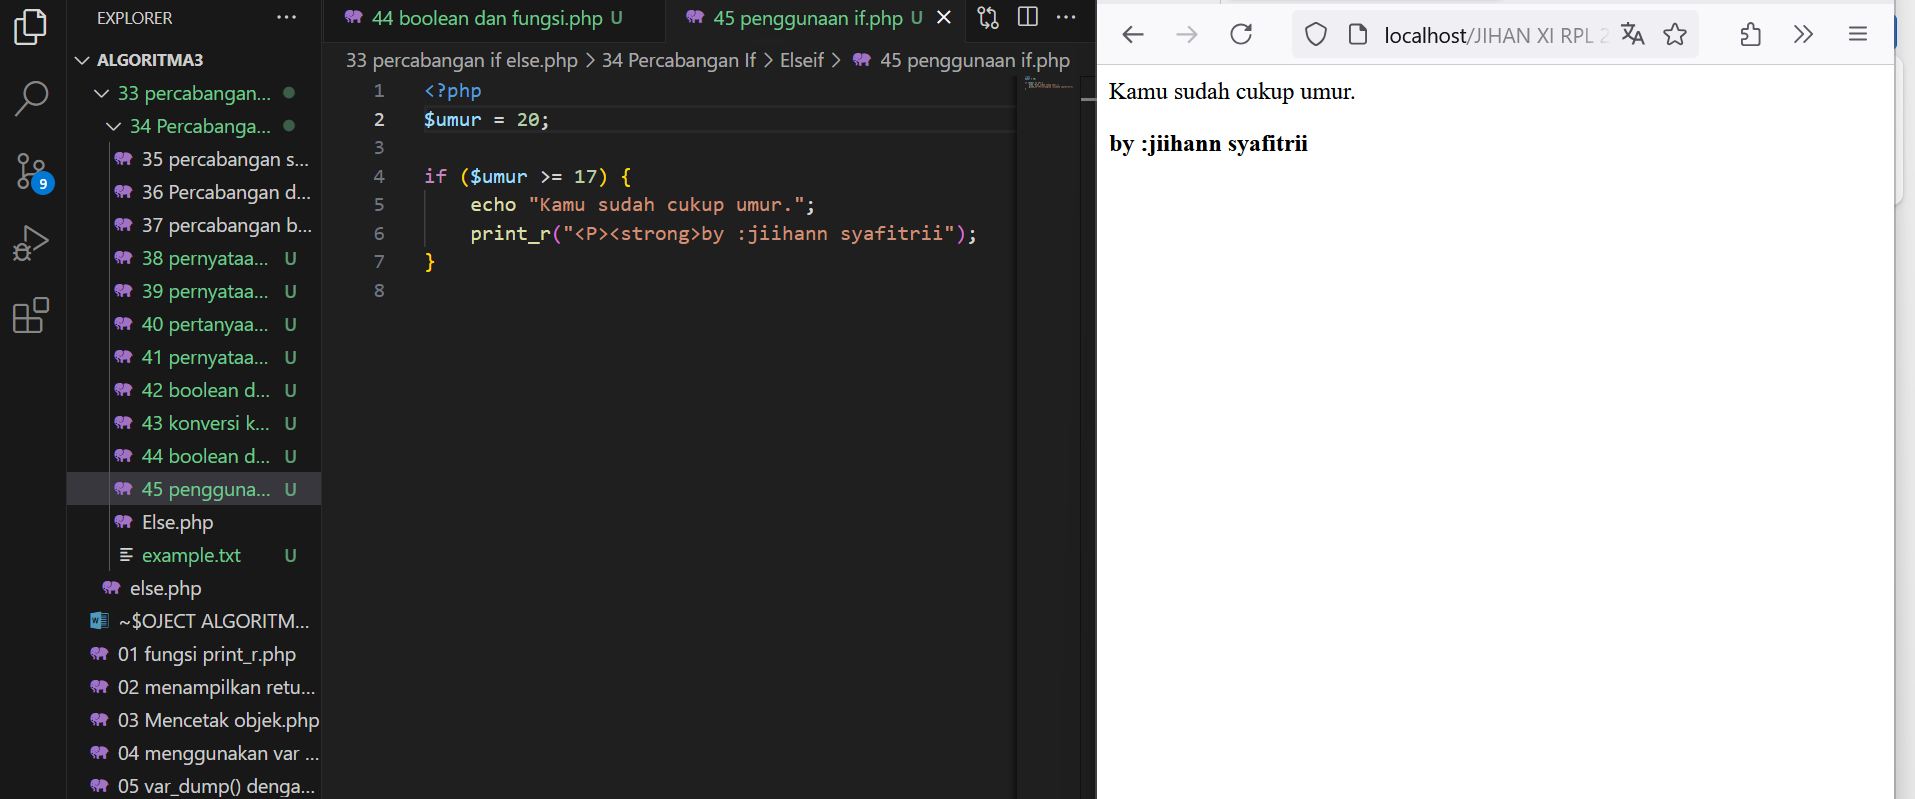 EXPLORER
ALGORITMA3
33 percabangan...
34 Percabanga...
35 percabangan s...
36 Percabangan d...
37 percabangan b...
38 pernyataa... U
39 pernyataa... U
40 pertanyaa... U
41 pernyataa... U
42 boolean d... U
43 konversi k... U
44 boolean d... U
45 pengguna... U
Else.php
example.txt U
else.php
~$OJECT ALGORITM...
01 fungsi print_r.php
02 menampilkan retu...
03 Mencetak objek.php
04 menggunakan var ...
05 var_dump() denga...
9
44 boolean dan fungsi.php U
45 penggunaan if.php U
33 percabangan if else.php > 34 Percabangan If > Elseif > 45 penggunaan if.php
1 <?php
2 $umur = 20;
3
4 if ($umur >= 17) {
5 echo "Kamu sudah cukup umur.";
6 print_r("<P><strong>by :jiihann syafitrii");
7 }
8
localhost/JIHAN XI RPL 2
Kamu sudah cukup umur.
by :jiihann syafitrii